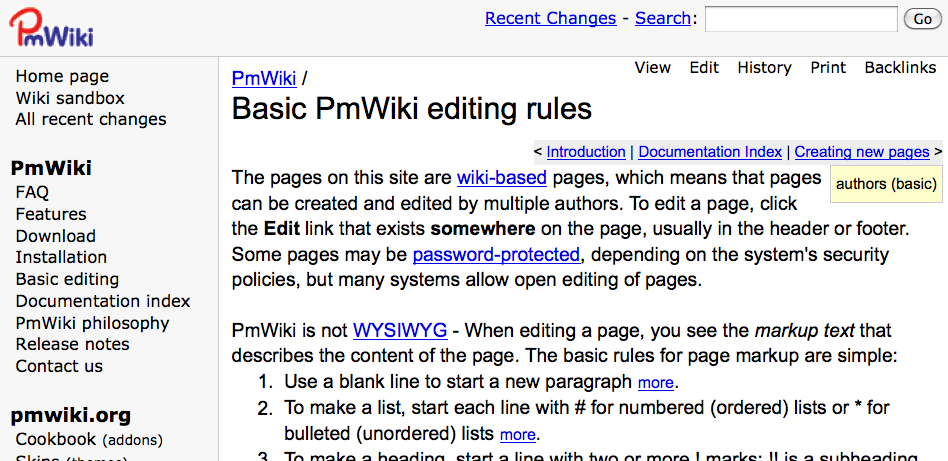 PmWiki
Recent Changes - Search: Go
View Edit History Print Backlinks
Home page
Wiki sandbox
All recent changes
PmWiki
FAQ
Features
Download
Installation
Basic editing
Documentation index
PmWiki philosophy
Release notes
Contact us
pmwiki.org
Cookbook (addons)
Skins (themes)
PmWiki /
Basic PmWiki editing rules
< Introduction | Documentation Index | Creating new pages >
authors (basic)
The pages on this site are wiki-based pages, which means that pages
can be created and edited by multiple authors. To edit a page, click
the Edit link that exists somewhere on the page, usually in the header or footer.
Some pages may be password-protected, depending on the system's security
policies, but many systems allow open editing of pages.
PmWiki is not WYSIWYG - When editing a page, you see the markup text that
describes the content of the page. The basic rules for page markup are simple:
1. Use a blank line to start a new paragraph more.
2. To make a list, start each line with # for numbered (ordered) lists or * for
bulleted (unordered) lists more.
3. To make a heading, start a line with two or more ! marks; !! is a subheading,